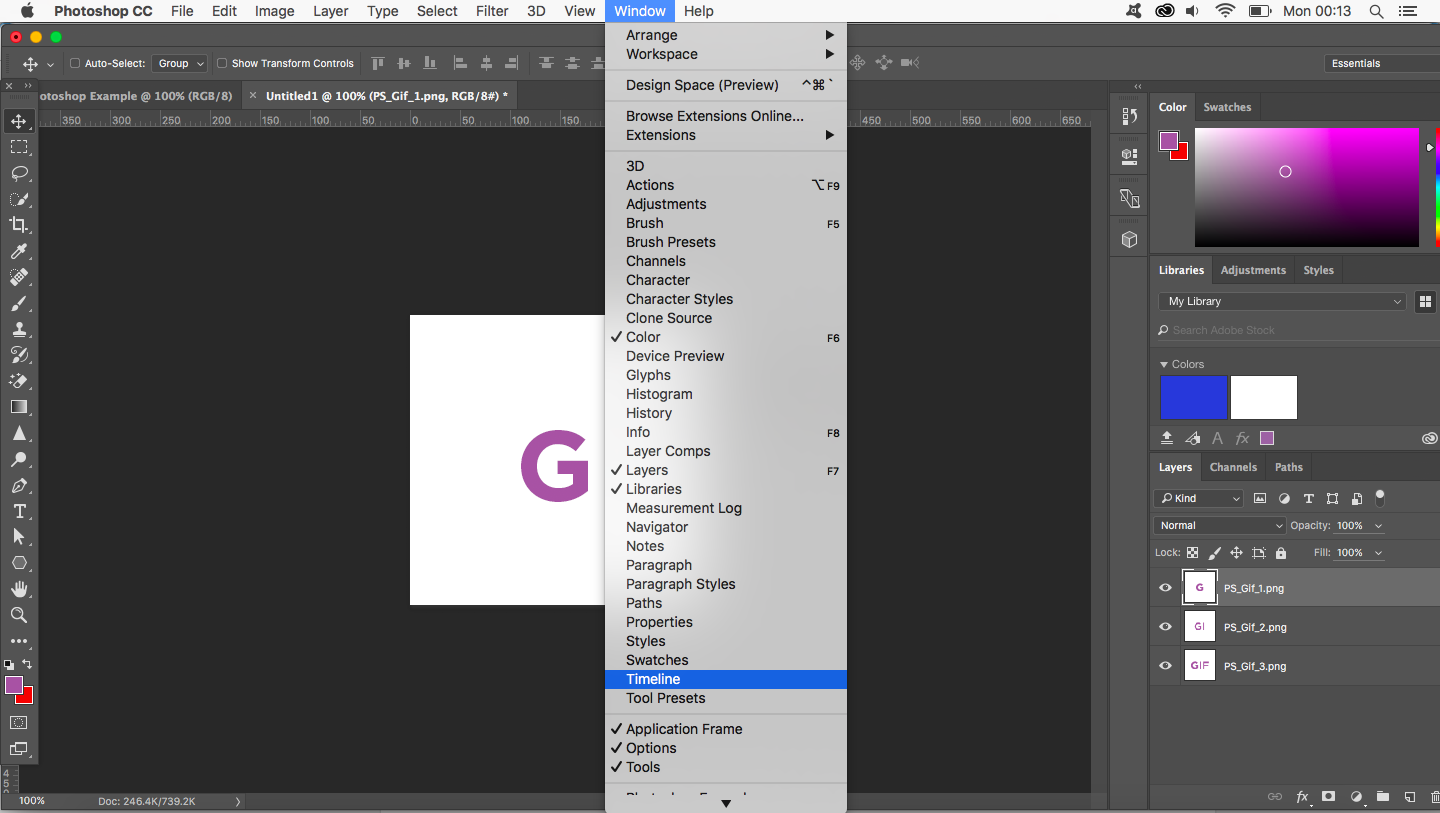 Photoshop CC File Edit Image Layer Type Select Filter 3D View Window Help Mon 00:13
Auto-Select: Group Show Transform Controls Essentials
otoshop Example @ 100% (RGB/8) × Untitled1 @ 100% (PS_Gif_1.png, RGB/8#) *
350 300 250 200 150 100 50 0 50 100 150 450 500 550 600 650
Arrange
Workspace
Design Space (Preview) ^⌘`
Browse Extensions Online...
Extensions
3D
Actions ⌥F9
Adjustments
Brush F5
Brush Presets
Channels
Character
Character Styles
Clone Source
✓ Color F6
Device Preview
Glyphs
Histogram
History
Info F8
Layer Comps
✓ Layers F7
✓ Libraries
Measurement Log
Navigator
Notes
Paragraph
Paragraph Styles
Paths
Properties
Styles
Swatches
Timeline
Tool Presets
✓ Application Frame
✓ Options
✓ Tools
G
Color Swatches
Libraries Adjustments Styles
My Library
Search Adobe Stock
Colors
A fx
Layers Channels Paths
Kind T
Normal Opacity: 100%
Lock: Fill: 100%
G PS_Gif_1.png
GI PS_Gif_2.png
GIF PS_Gif_3.png
fx
T
4
5
100% Doc: 246.4K/739.2K